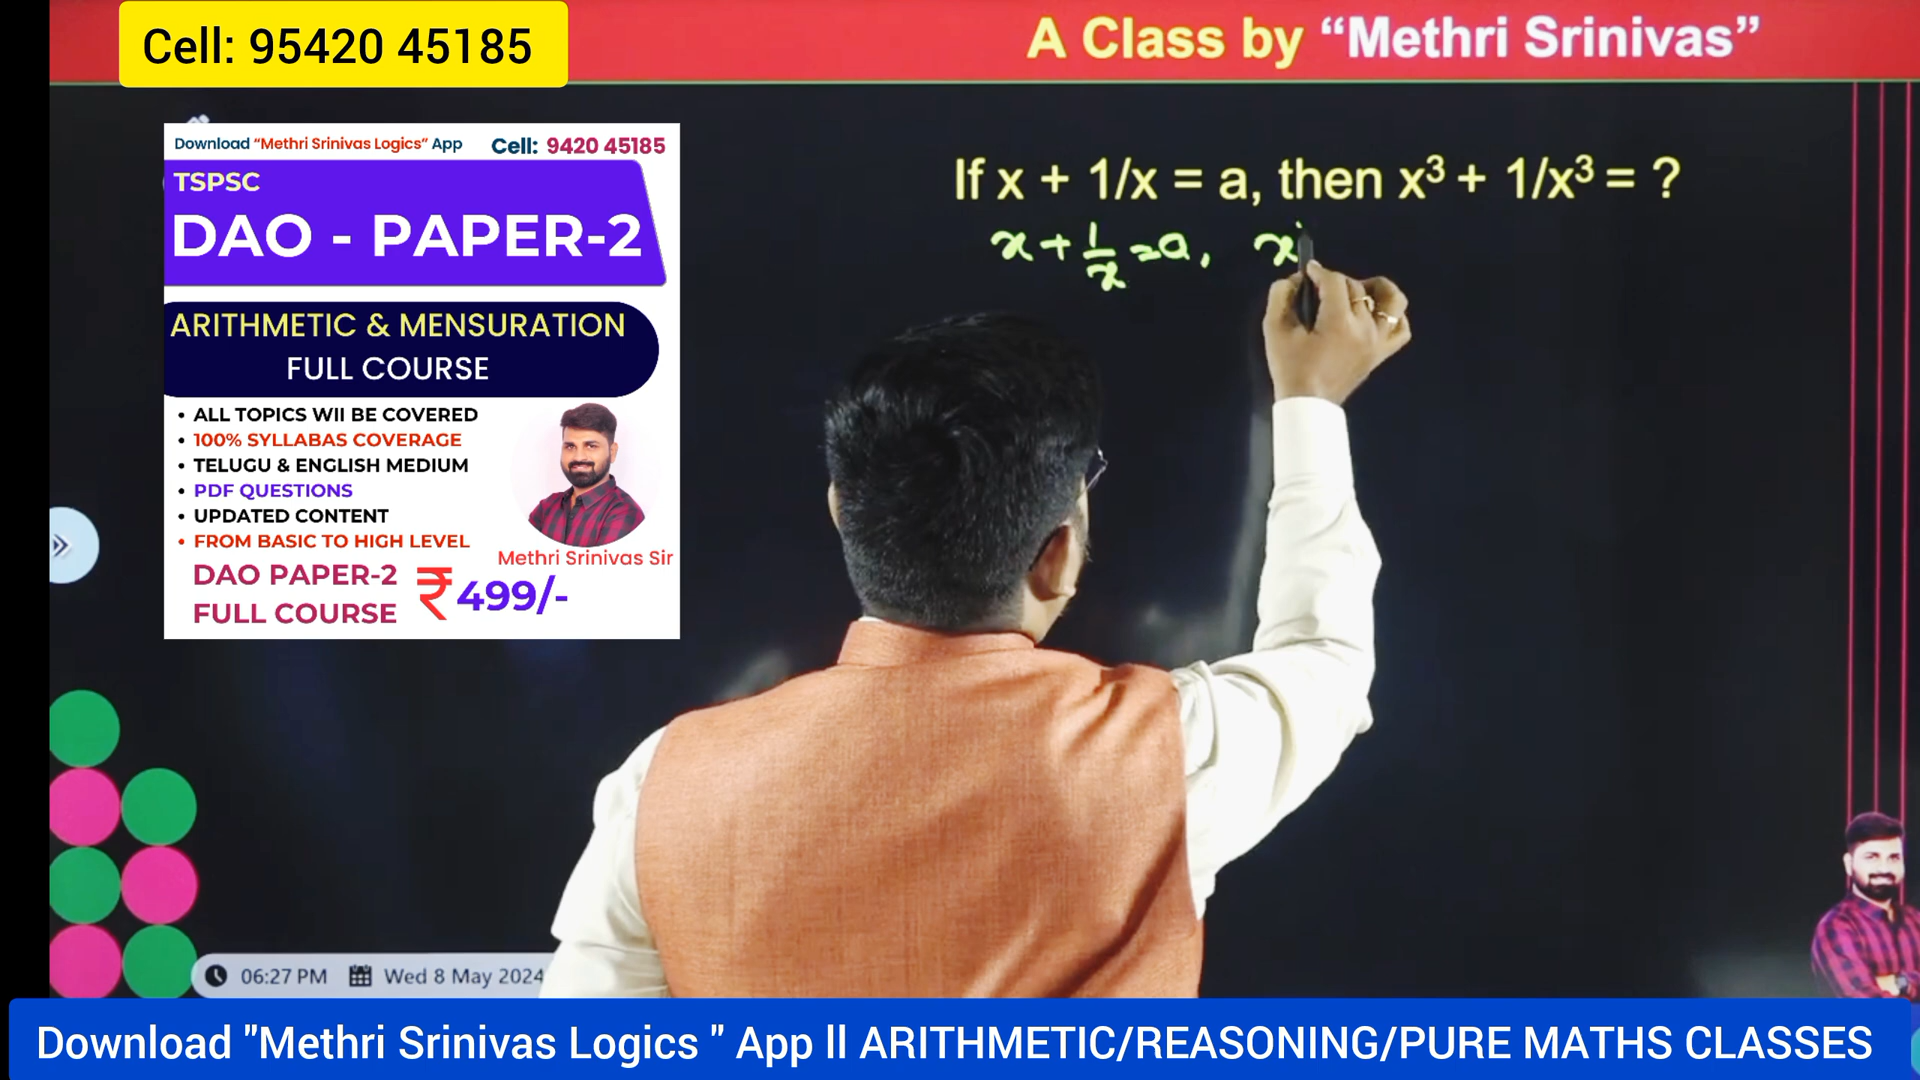 Cell: 95420 45185
A Class by “Methri Srinivas”
Download “Methri Srinivas Logics” App Cell: 9420 45185
TSPSC
DAO - PAPER-2
ARITHMETIC & MENSURATION
FULL COURSE
• ALL TOPICS WII BE COVERED
• 100% SYLLABAS COVERAGE
• TELUGU & ENGLISH MEDIUM
• PDF QUESTIONS
• UPDATED CONTENT
• FROM BASIC TO HIGH LEVEL
Methri Srinivas Sir
DAO PAPER-2
FULL COURSE
₹ 499/-
If x + 1/x = a, then x³ + 1/x³ = ?
x + 1/x = a, x
06:27 PM Wed 8 May 2024
Download "Methri Srinivas Logics " App ll ARITHMETIC/REASONING/PURE MATHS CLASSES